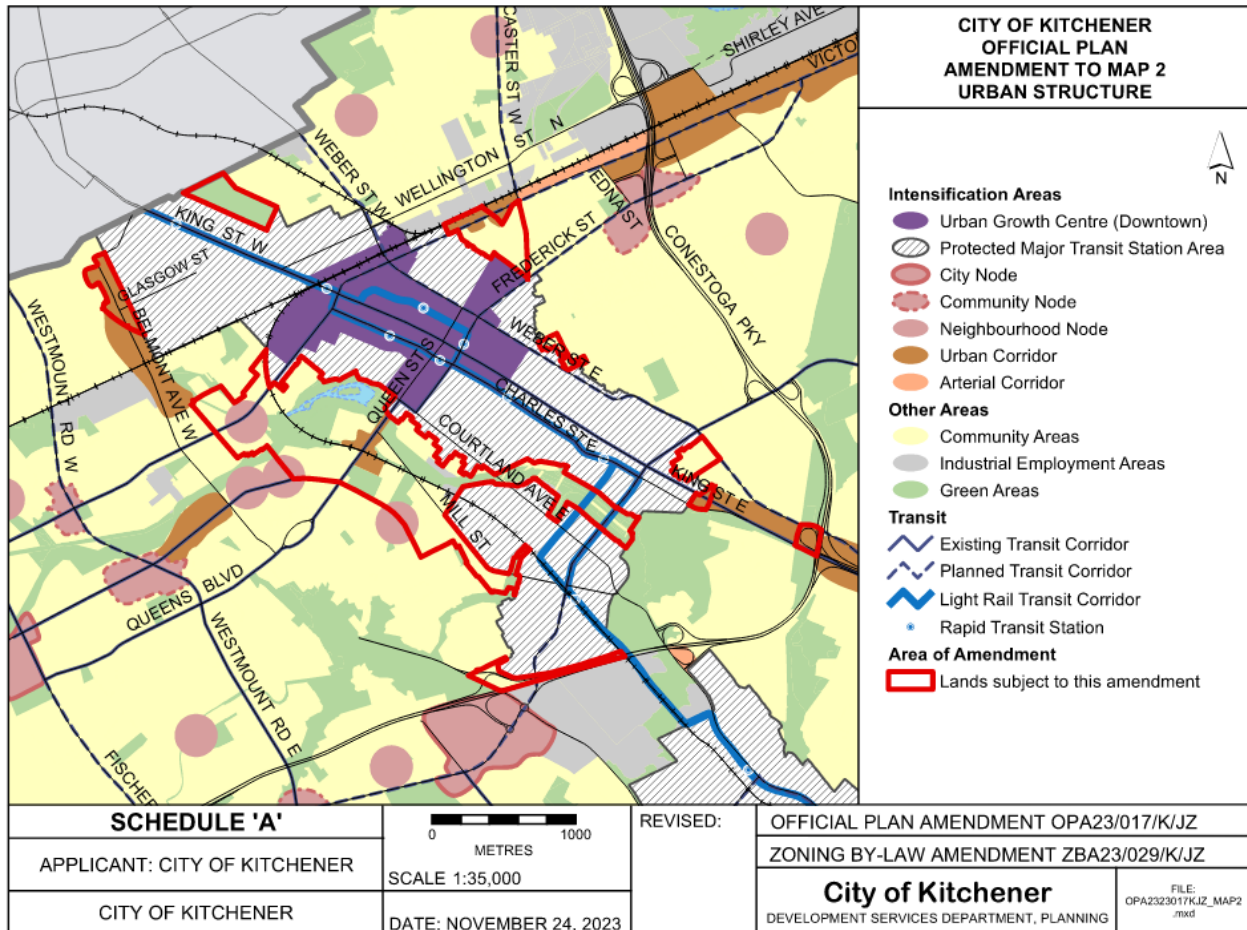 CITY OF KITCHENER
OFFICIAL PLAN
AMENDMENT TO MAP 2
URBAN STRUCTURE
N
Intensification Areas
Urban Growth Centre (Downtown)
Protected Major Transit Station Area
City Node
Community Node
Neighbourhood Node
Urban Corridor
Arterial Corridor
Other Areas
Community Areas
Industrial Employment Areas
Green Areas
Transit
Existing Transit Corridor
Planned Transit Corridor
Light Rail Transit Corridor
Rapid Transit Station
Area of Amendment
Lands subject to this amendment
CASTER ST W
SHIRLEY AVE
VICTO
WEBER ST W
WELLINGTON ST N
EDNA ST
KING ST W
FREDERICK ST
CONESTOGA PKY
GLASGOW ST
WESTMOUNT RD W
BELMONT AVE W
QUEEN ST S
WEBER ST E
CHARLES ST E
COURTLAND AVE E
KING ST E
MILL ST
QUEENS BLVD
WESTMOUNT RD E
FISCHER
SCHEDULE 'A'
APPLICANT: CITY OF KITCHENER
CITY OF KITCHENER
0 1000
METRES
SCALE 1:35,000
DATE: NOVEMBER 24, 2023
REVISED:
OFFICIAL PLAN AMENDMENT OPA23/017/K/JZ
ZONING BY-LAW AMENDMENT ZBA23/029/K/JZ
City of Kitchener
DEVELOPMENT SERVICES DEPARTMENT, PLANNING
FILE:
OPA2323017KJZ_MAP2
.mxd